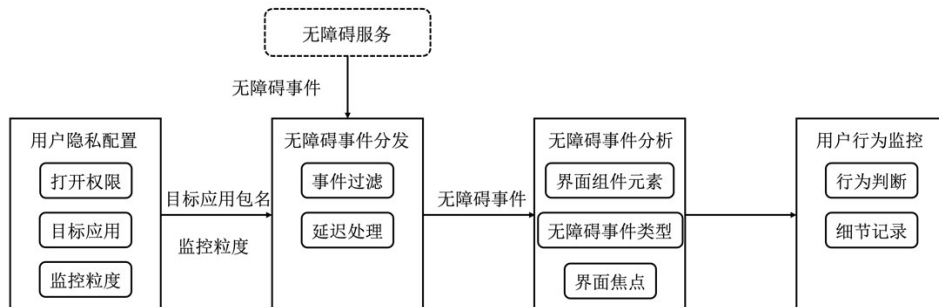 无障碍服务
无障碍事件
用户隐私配置
打开权限
目标应用
监控粒度
目标应用包名
监控粒度
无障碍事件分发
事件过滤
延迟处理
无障碍事件
无障碍事件分析
界面组件元素
无障碍事件类型
界面焦点
用户行为监控
行为判断
细节记录